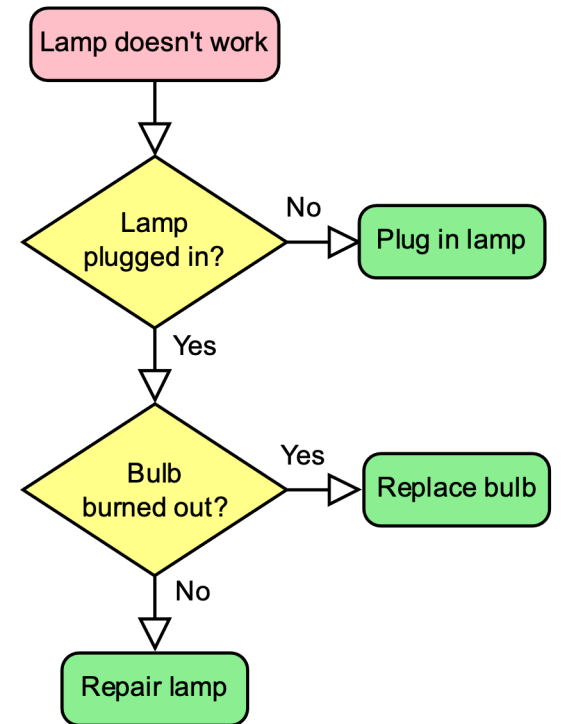 Lamp doesn't work
Lamp
plugged in?
No
Plug in lamp
Yes
Bulb
burned out?
Yes
Replace bulb
No
Repair lamp